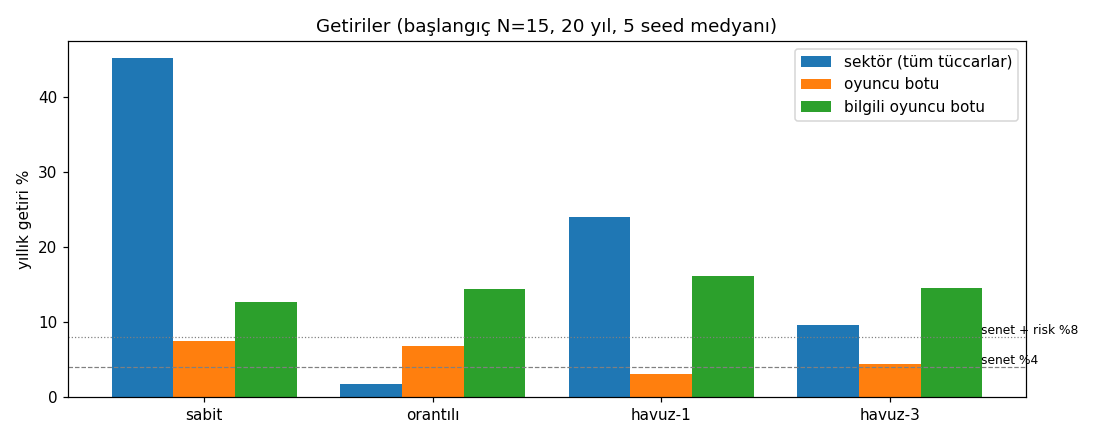 Getiriler (başlangıç N=15, 20 yıl, 5 seed medyanı)
yıllık getiri %
40
30
20
10
0
sektör (tüm tüccarlar)
oyuncu botu
bilgili oyuncu botu
senet + risk %8
senet %4
sabit
orantılı
havuz-1
havuz-3